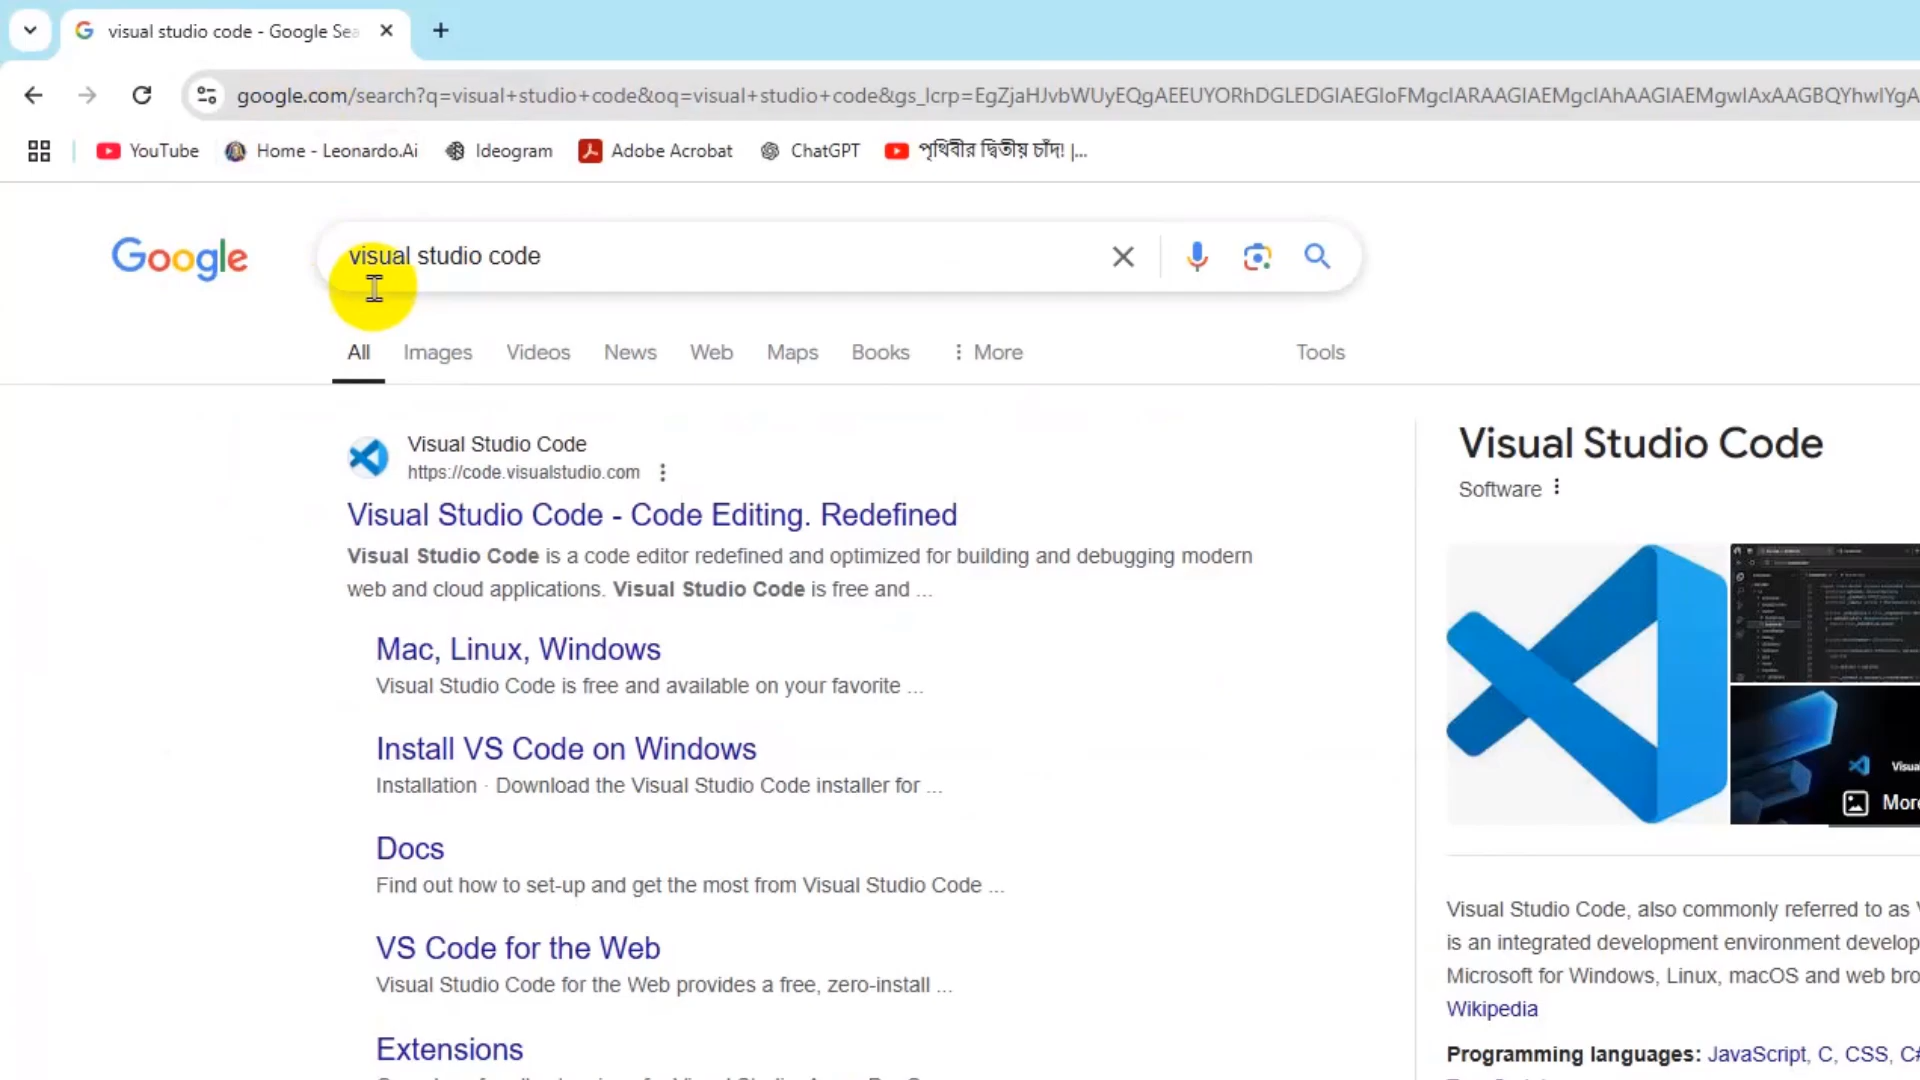 visual studio code - Google Sea
google.com/search?q=visual+studio+code&oq=visual+studio+code&gs_lcrp=EgZjaHJvbWUyEQgAEEUYORhDGLEDGIAEGIoFMgcIARAAGIAEMgcIAhAAGIAEMgwIAxAAGBQYhwIYgA
YouTube Home - Leonardo.Ai Ideogram Adobe Acrobat ChatGPT পৃথিবীর দ্বিতীয় চাঁদ! |...
Google visual studio code
All Images Videos News Web Maps Books More Tools
Visual Studio Code
https://code.visualstudio.com
Visual Studio Code - Code Editing. Redefined
Visual Studio Code is a code editor redefined and optimized for building and debugging modern
web and cloud applications. Visual Studio Code is free and ...
Mac, Linux, Windows
Visual Studio Code is free and available on your favorite ...
Install VS Code on Windows
Installation · Download the Visual Studio Code installer for ...
Docs
Find out how to set-up and get the most from Visual Studio Code ...
VS Code for the Web
Visual Studio Code for the Web provides a free, zero-install ...
Extensions
Visual Studio Code
Software
Visual
More
Visual Studio Code, also commonly referred to as V
is an integrated development environment develop
Microsoft for Windows, Linux, macOS and web bro
Wikipedia
Programming languages: JavaScript, C, CSS, C#